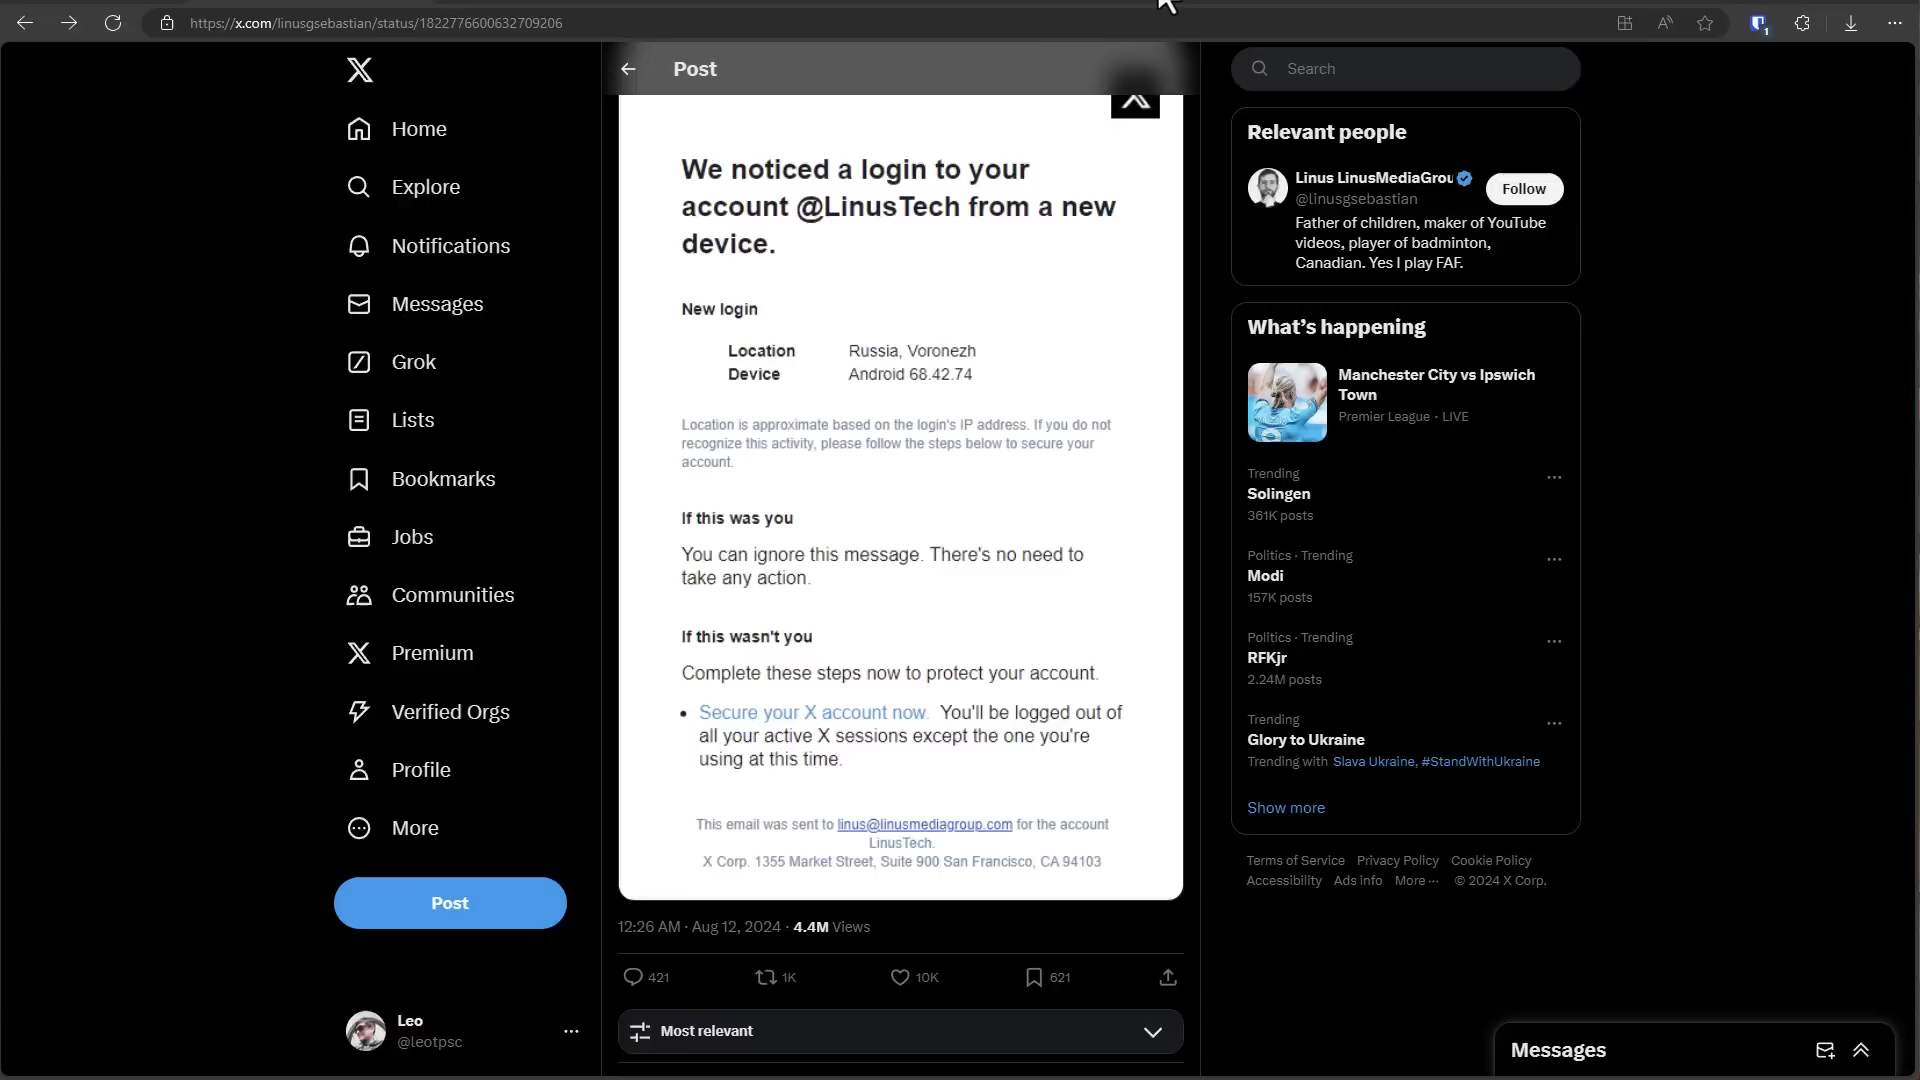 https://x.com/linusgsebastian/status/1822776600632709206
1
Home
Explore
Notifications
Messages
Grok
Lists
Bookmarks
Jobs
Communities
Premium
Verified Orgs
Profile
More
Post
Leo
@leotpsc
Post
We noticed a login to your
account @LinusTech from a new
device.
New login
Location Russia, Voronezh
Device Android 68.42.74
Location is approximate based on the login's IP address. If you do not
recognize this activity, please follow the steps below to secure your
account.
If this was you
You can ignore this message. There's no need to
take any action.
If this wasn't you
Complete these steps now to protect your account.
• Secure your X account now. You'll be logged out of
all your active X sessions except the one you're
using at this time.
This email was sent to linus@linusmediagroup.com for the account
LinusTech.
X Corp. 1355 Market Street, Suite 900 San Francisco, CA 94103
12:26 AM · Aug 12, 2024 · 4.4M Views
421 1K 10K 621
Most relevant
Search
Relevant people
Linus LinusMediaGrou
@linusgsebastian
Follow
Father of children, maker of YouTube
videos, player of badminton,
Canadian. Yes I play FAF.
What's happening
Manchester City vs Ipswich
Town
Premier League · LIVE
Trending
Solingen
361K posts
Politics · Trending
Modi
157K posts
Politics · Trending
RFKjr
2.24M posts
Trending
Glory to Ukraine
Trending with Slava Ukraine, #StandWithUkraine
Show more
Terms of Service Privacy Policy Cookie Policy
Accessibility Ads info More ··· © 2024 X Corp.
Messages